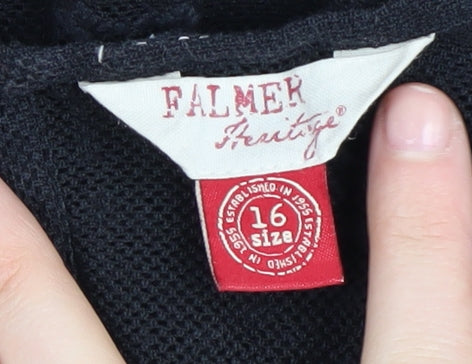 FALMER
Heritage®
ESTABLISHED IN 1955 ESTABLISHED IN 1955
16
size